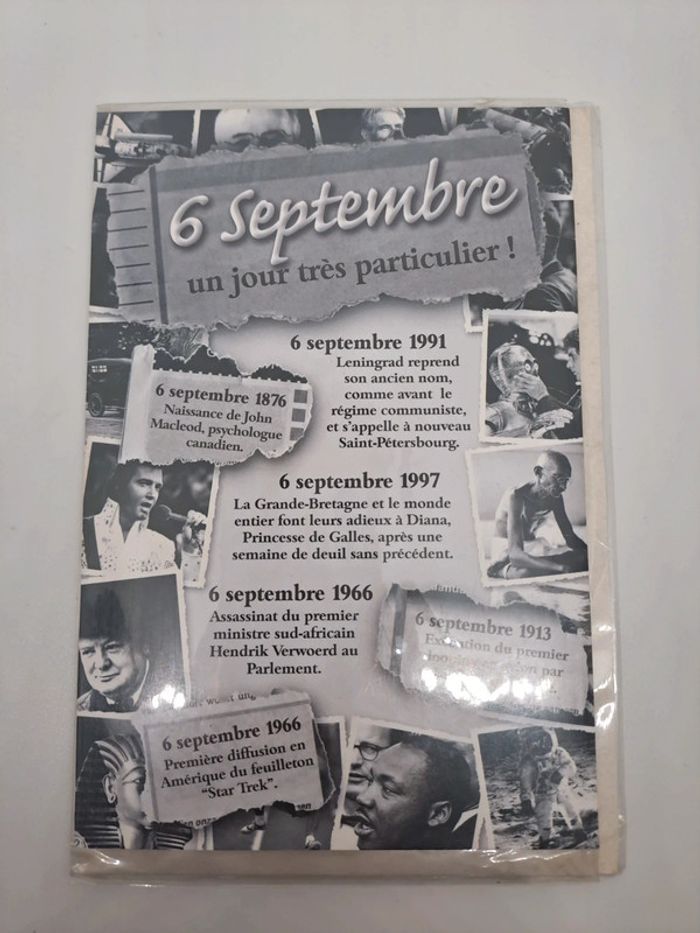 6 Septembre
un jour très particulier !
6 septembre 1991
Leningrad reprend
son ancien nom,
comme avant le
régime communiste,
et s'appelle à nouveau
Saint-Pétersbourg.
6 septembre 1876
Naissance de John
Macleod, psychologue
canadien.
6 septembre 1997
La Grande-Bretagne et le monde
entier font leurs adieux à Diana,
Princesse de Galles, après une
semaine de deuil sans précédent.
6 septembre 1966
Assassinat du premier
ministre sud-africain
Hendrik Verwoerd au
Parlement.
6 septembre 1913
du premier
par
6 septembre 1966
Première diffusion en
Amérique du feuilleton
"Star Trek".